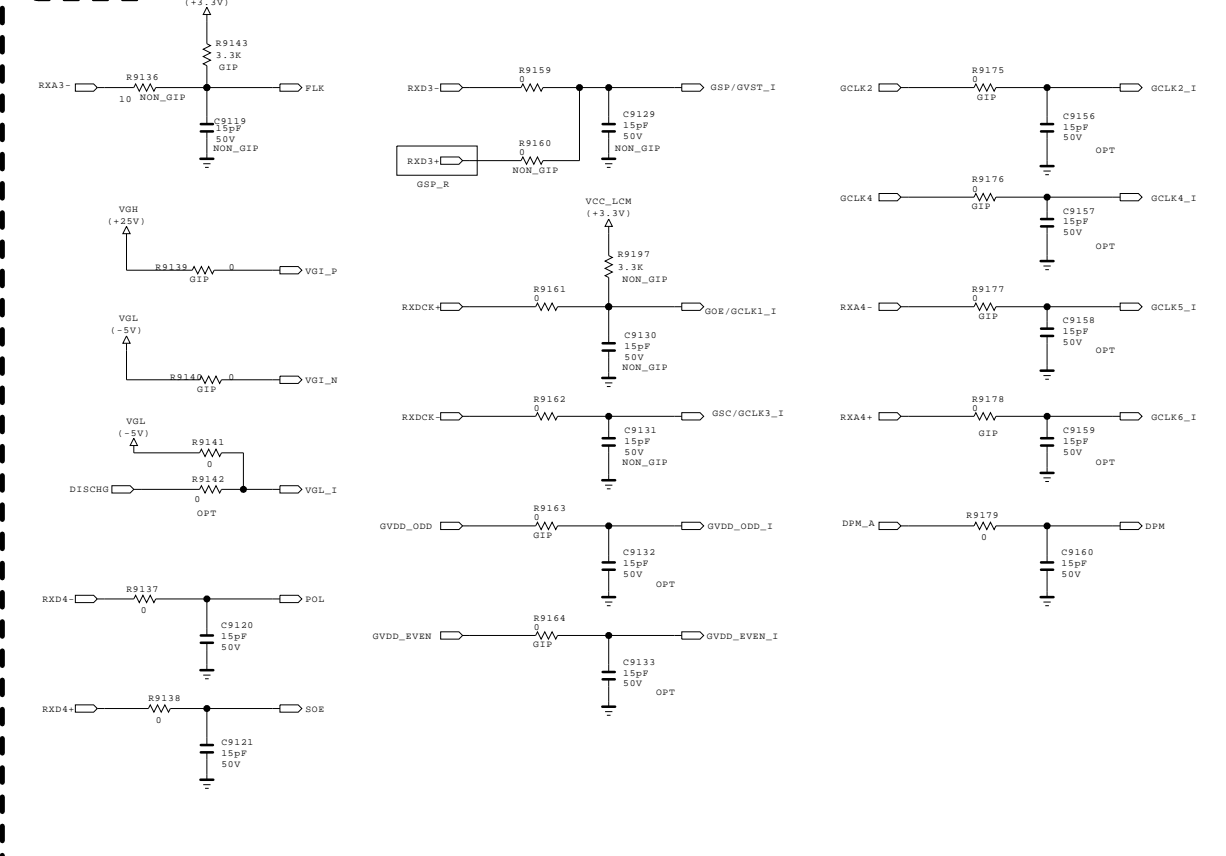 (+3.3V)
R9143
3.3K
GIP
RXA3-
R9136
10
NON_GIP
FLK
C9119
15pF
50V
NON_GIP
VGH
(+25V)
R9139
0
GIP
VGI_P
VGL
(-5V)
R9140
0
GIP
VGI_N
VGL
(-5V)
R9141
0
DISCHG
R9142
0
OPT
VGL_I
RXD4-
R9137
0
POL
C9120
15pF
50V
RXD4+
R9138
0
SOE
C9121
15pF
50V
RXD3-
R9159
0
GSP/GVST_I
C9129
15pF
50V
NON_GIP
RXD3+
R9160
0
NON_GIP
GSP_R
VCC_LCM
(+3.3V)
R9197
3.3K
NON_GIP
RXDCK+
R9161
0
GOE/GCLK1_I
C9130
15pF
50V
NON_GIP
RXDCK-
R9162
0
GSC/GCLK3_I
C9131
15pF
50V
NON_GIP
GVDD_ODD
R9163
0
GIP
GVDD_ODD_I
C9132
15pF
50V
OPT
GVDD_EVEN
R9164
0
GIP
GVDD_EVEN_I
C9133
15pF
50V
OPT
GCLK2
R9175
0
GIP
GCLK2_I
C9156
15pF
50V
OPT
GCLK4
R9176
0
GIP
GCLK4_I
C9157
15pF
50V
OPT
RXA4-
R9177
0
GIP
GCLK5_I
C9158
15pF
50V
OPT
RXA4+
R9178
0
GIP
GCLK6_I
C9159
15pF
50V
OPT
DPM_A
R9179
0
DPM
C9160
15pF
50V